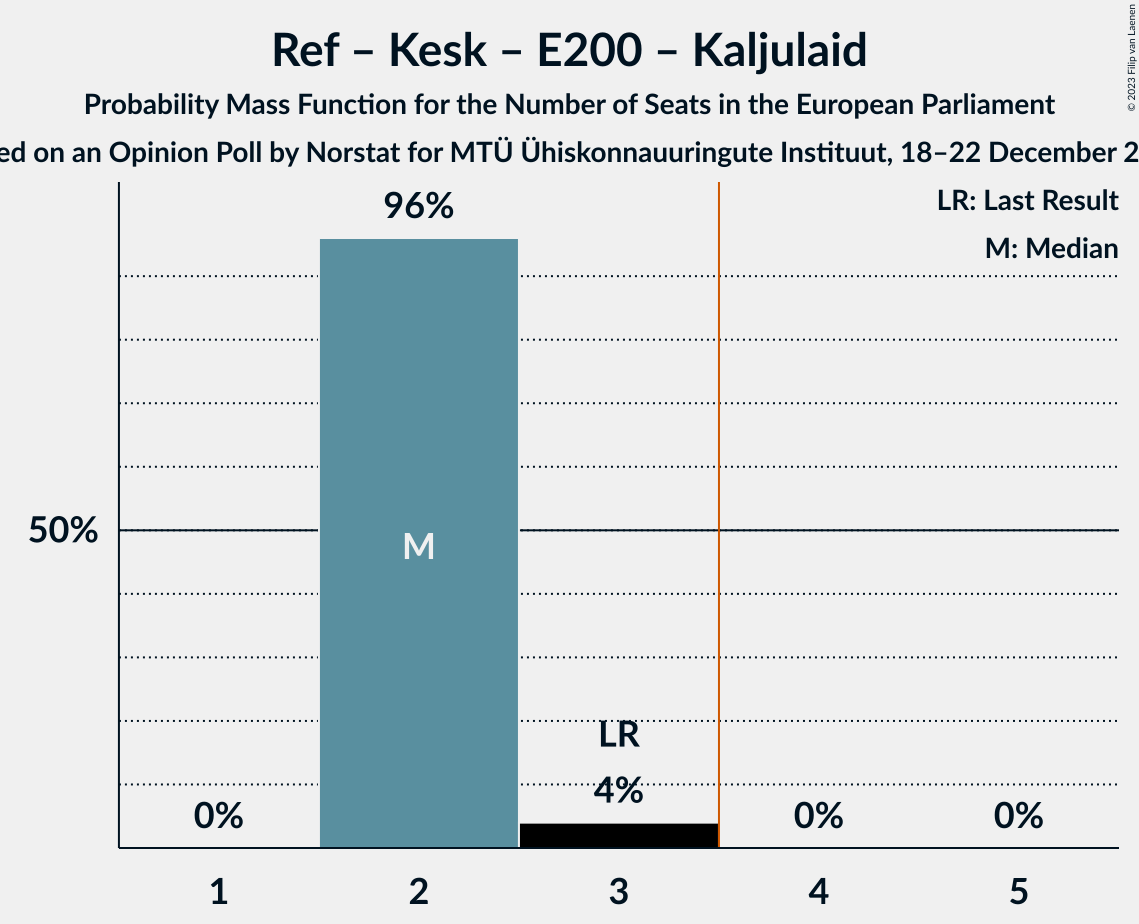 Ref – Kesk – E200 – Kaljulaid
Probability Mass Function for the Number of Seats in the European Parliament
on an Opinion Poll by Norstat for MTÜ Ühiskonnauuringute Instituut, 18–22 December
© 2023 Filip van Laenen
LR: Last Result
M: Median
96%
50%
M
LR
4%
0%
0%
0%
1
2
3
4
5